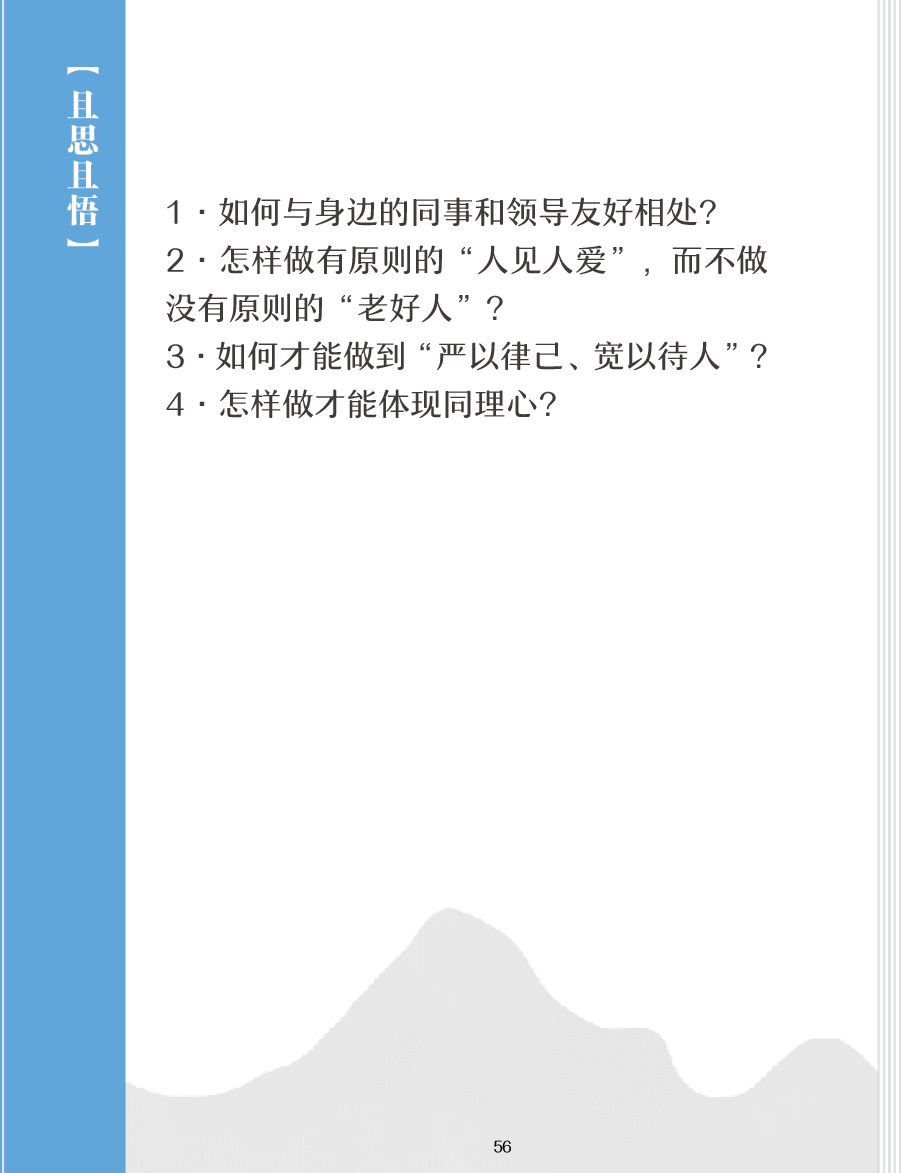 【且思且悟】
1·如何与身边的同事和领导友好相处？
2·怎样做有原则的“人见人爱”，而不做
没有原则的“老好人”？
3·如何才能做到“严以律己、宽以待人”？
4·怎样做才能体现同理心？
56